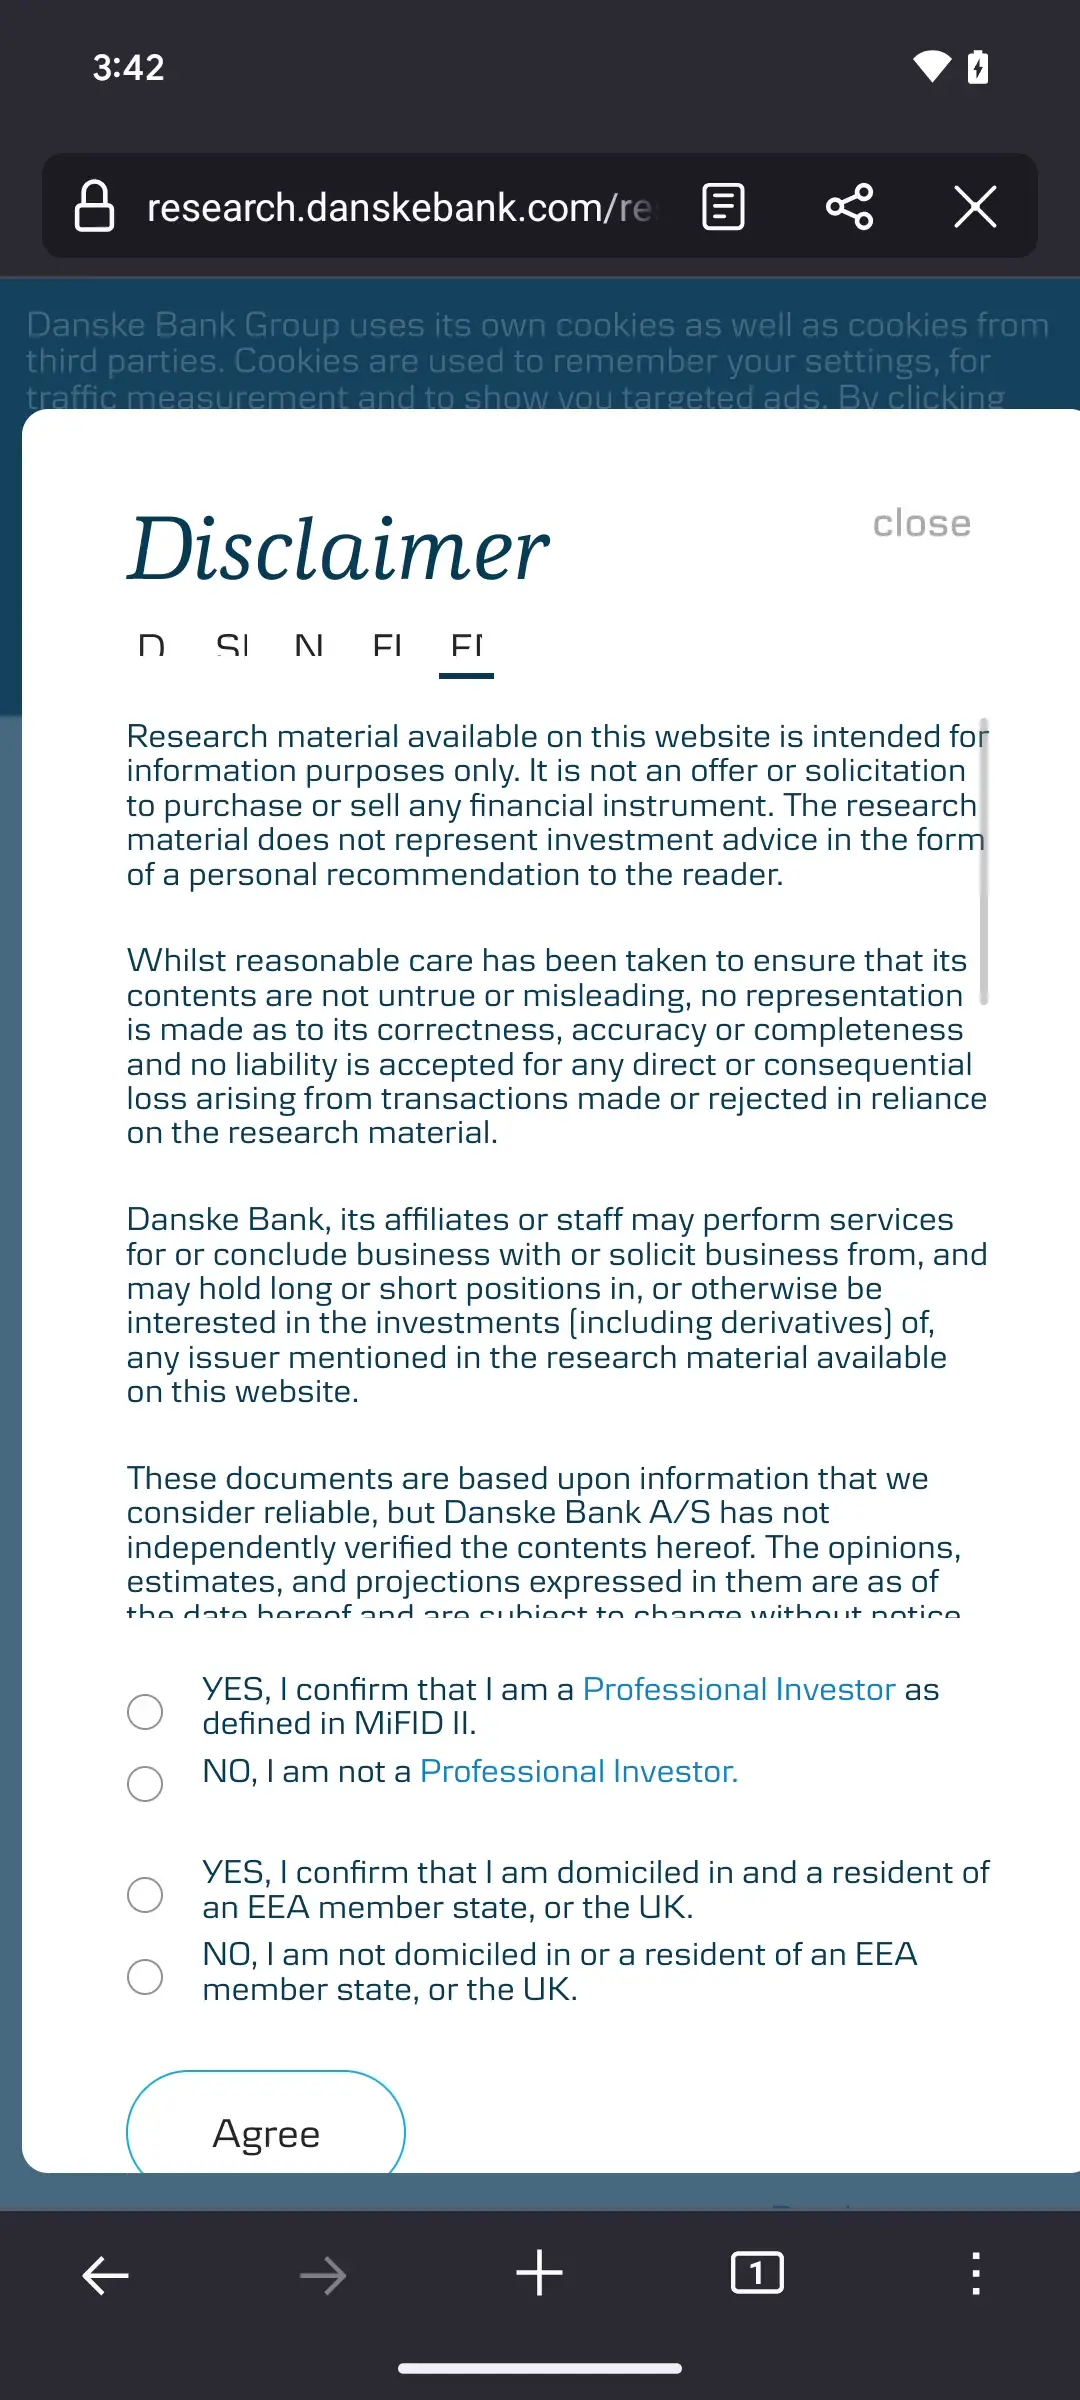 3:42
research.danskebank.com/re
Danske Bank Group uses its own cookies as well as cookies from
third parties. Cookies are used to remember your settings, for
traffic measurement and to show you targeted ads. By clicking
Disclaimer
close
Research material available on this website is intended for
information purposes only. It is not an offer or solicitation
to purchase or sell any financial instrument. The research
material does not represent investment advice in the form
of a personal recommendation to the reader.
Whilst reasonable care has been taken to ensure that its
contents are not untrue or misleading, no representation
is made as to its correctness, accuracy or completeness
and no liability is accepted for any direct or consequential
loss arising from transactions made or rejected in reliance
on the research material.
Danske Bank, its affiliates or staff may perform services
for or conclude business with or solicit business from, and
may hold long or short positions in, or otherwise be
interested in the investments (including derivatives) of,
any issuer mentioned in the research material available
on this website.
These documents are based upon information that we
consider reliable, but Danske Bank A/S has not
independently verified the contents hereof. The opinions,
estimates, and projections expressed in them are as of
the date hereof and are subject to change without notice
YES, I confirm that I am a Professional Investor as
defined in MiFID II.
NO, I am not a Professional Investor.
YES, I confirm that I am domiciled in and a resident of
an EEA member state, or the UK.
NO, I am not domiciled in or a resident of an EEA
member state, or the UK.
Agree
1